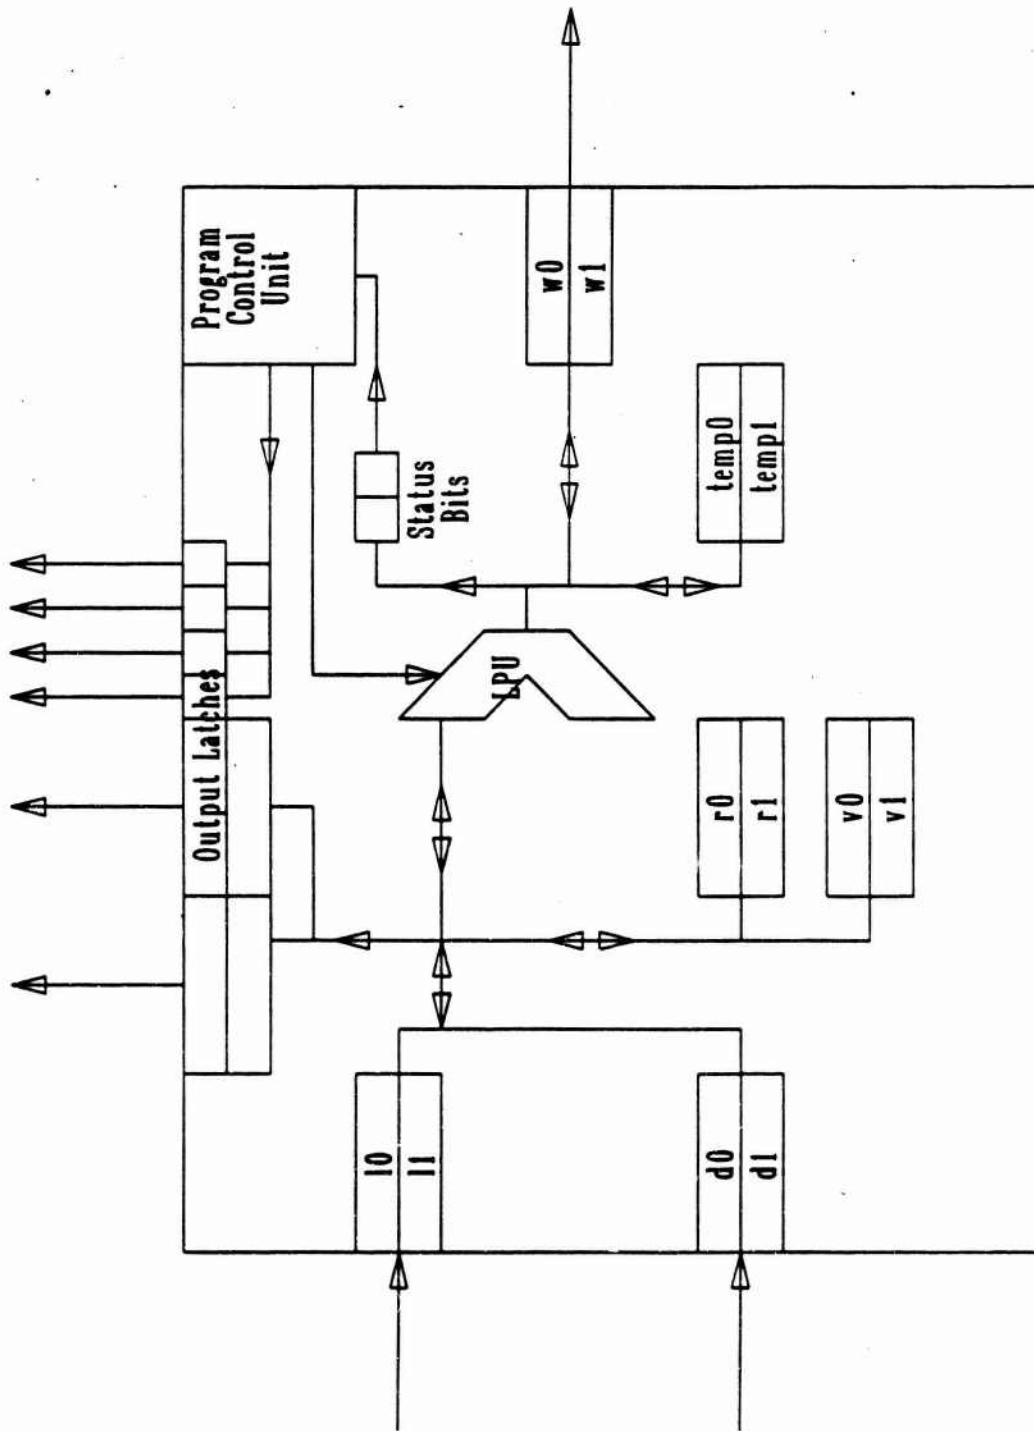 Output Latches
Program
Control
Unit
l0
l1
Status
Bits
LPU
w0
w1
d0
d1
r0
r1
temp0
temp1
v0
v1